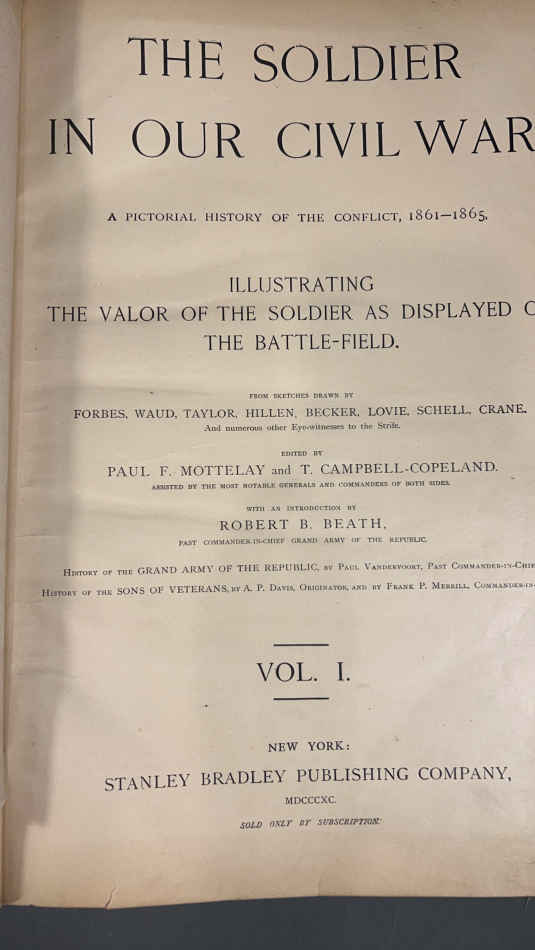 THE SOLDIER
IN OUR CIVIL WAR
A PICTORIAL HISTORY OF THE CONFLICT, 1861—1865,
ILLUSTRATING
THE VALOR OF THE SOLDIER AS DISPLAYED
THE BATTLE-FIELD.
FROM SKETCHES DRAWN BY
FORBES, WAUD, TAYLOR, HILLEN, BECKER, LOVIE, SCHELL, CRANE.
And numerous other Eye-witnesses to the Strife.
EDITED BY
PAUL F. MOTTELAY and T. CAMPBELL-COPELAND.
ASSISTED BY THE MOST NOTABLE GENERALS AND COMMANDERS OF BOTH SIDES.
WITH AN INTRODUCTION BY
ROBERT B. BEATH,
PAST COMMANDER-IN-CHIEF GRAND ARMY OF THE REPUBLIC.
HISTORY OF THE GRAND ARMY OF THE REPUBLIC, BY PAUL VANDERVOORT, PAST COMMANDER-IN-CHIE
HISTORY OF THE SONS OF VETERANS, BY A. P. DAVIS, ORIGINATOR, AND BY FRANK P. MERRILL, COMMANDER-IN-
VOL. I.
NEW YORK:
STANLEY BRADLEY PUBLISHING COMPANY,
MDCCCXC.
SOLD ONLY BY SUBSCRIPTION.